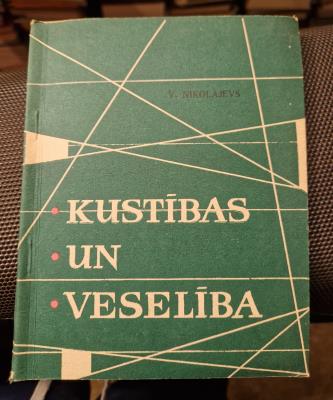 V. NIKOLAJEVS
KUSTĪBAS
UN
VESELĪBA